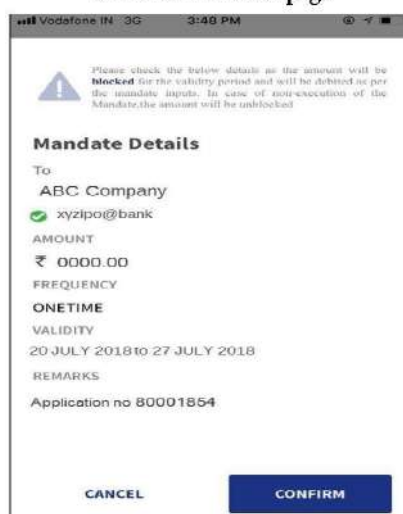 Vodafone IN 3G 3:48 PM
Please check the below details as the amount will be
blocked for the validity period and will be debited as per
the mandate inputs. In case of non-execution of the
Mandate,the amount will be unblocked
Mandate Details
To
ABC Company
xyzipo@bank
AMOUNT
₹ 0000.00
FREQUENCY
ONETIME
VALIDITY
20 JULY 2018 to 27 JULY 2018
REMARKS
Application no 80001854
CANCEL CONFIRM